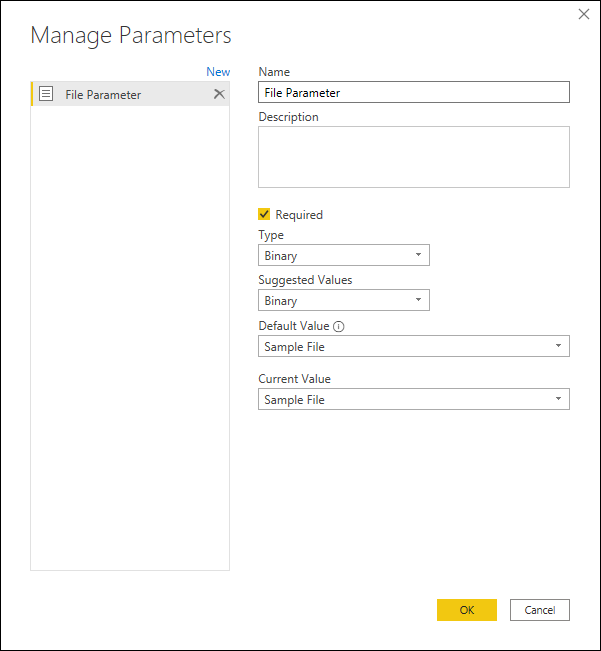 Manage Parameters
New
File Parameter
Name
File Parameter
Description
Required
Type
Binary
Suggested Values
Binary
Default Value
Sample File
Current Value
Sample File
OK
Cancel